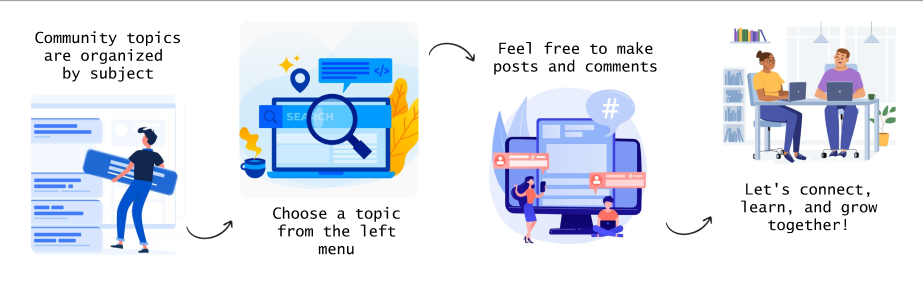 Community topics
are organized
by subject
</>
SEARCH
Choose a topic
from the left
menu
Feel free to make
posts and comments
#
Let's connect,
learn, and grow
together!